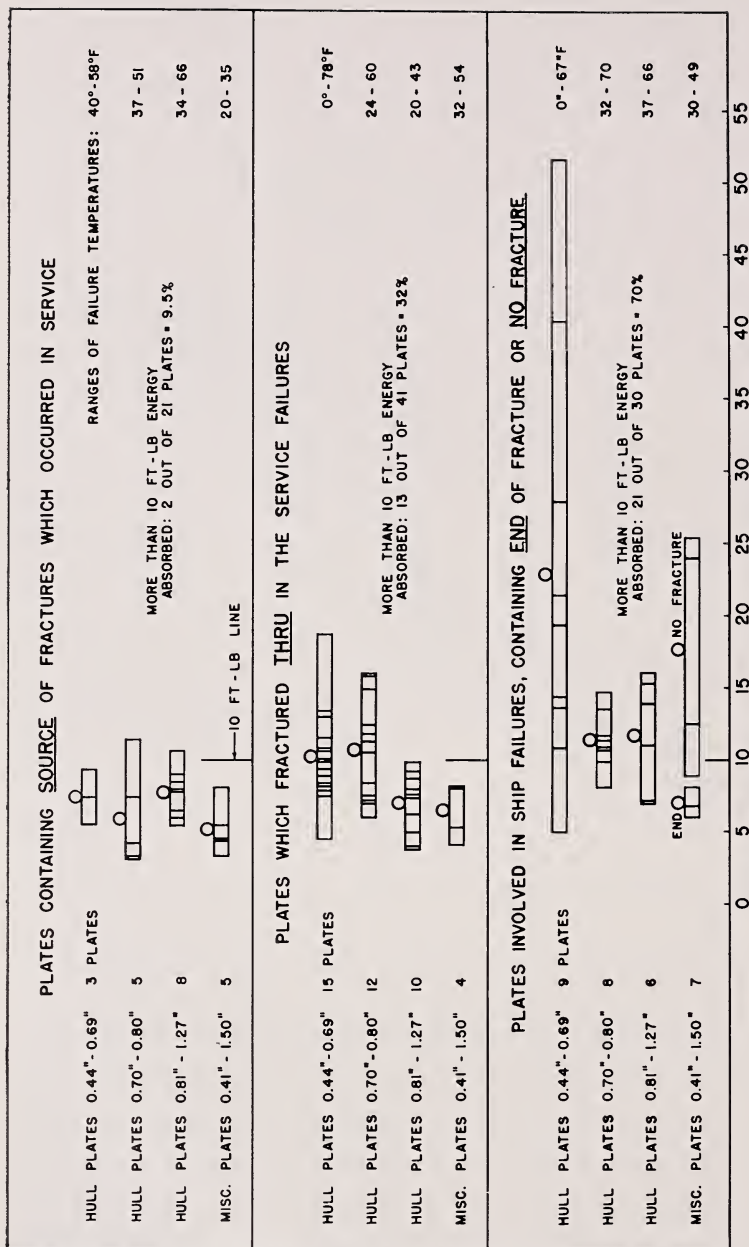 PLATES CONTAINING SOURCE OF FRACTURES WHICH OCCURRED IN SERVICE
RANGES OF FAILURE TEMPERATURES:
HULL PLATES 0.44" - 0.69" 3 PLATES 40° - 58°F
HULL PLATES 0.70" - 0.80" 5 37 - 51
HULL PLATES 0.81" - 1.27" 8 34 - 66
MISC. PLATES 0.41" - 1.50" 5 20 - 35
MORE THAN 10 FT-LB ENERGY
ABSORBED: 2 OUT OF 21 PLATES = 9.5%
10 FT-LB LINE
PLATES WHICH FRACTURED THRU IN THE SERVICE FAILURES
HULL PLATES 0.44" - 0.69" 15 PLATES 0° - 78°F
HULL PLATES 0.70" - 0.80" 12 24 - 60
HULL PLATES 0.81" - 1.27" 10 20 - 43
MISC. PLATES 0.41" - 1.50" 4 32 - 54
MORE THAN 10 FT-LB ENERGY
ABSORBED: 13 OUT OF 41 PLATES = 32%
PLATES INVOLVED IN SHIP FAILURES, CONTAINING END OF FRACTURE OR NO FRACTURE
HULL PLATES 0.44" - 0.69" 9 PLATES 0° - 67°F
HULL PLATES 0.70" - 0.80" 8 32 - 70
HULL PLATES 0.81" - 1.27" 6 37 - 66
MISC. PLATES 0.41" - 1.50" 7 30 - 49
MORE THAN 10 FT-LB ENERGY
ABSORBED: 21 OUT OF 30 PLATES = 70%
END NO FRACTURE
0 5 10 15 20 25 30 35 40 45 50 55